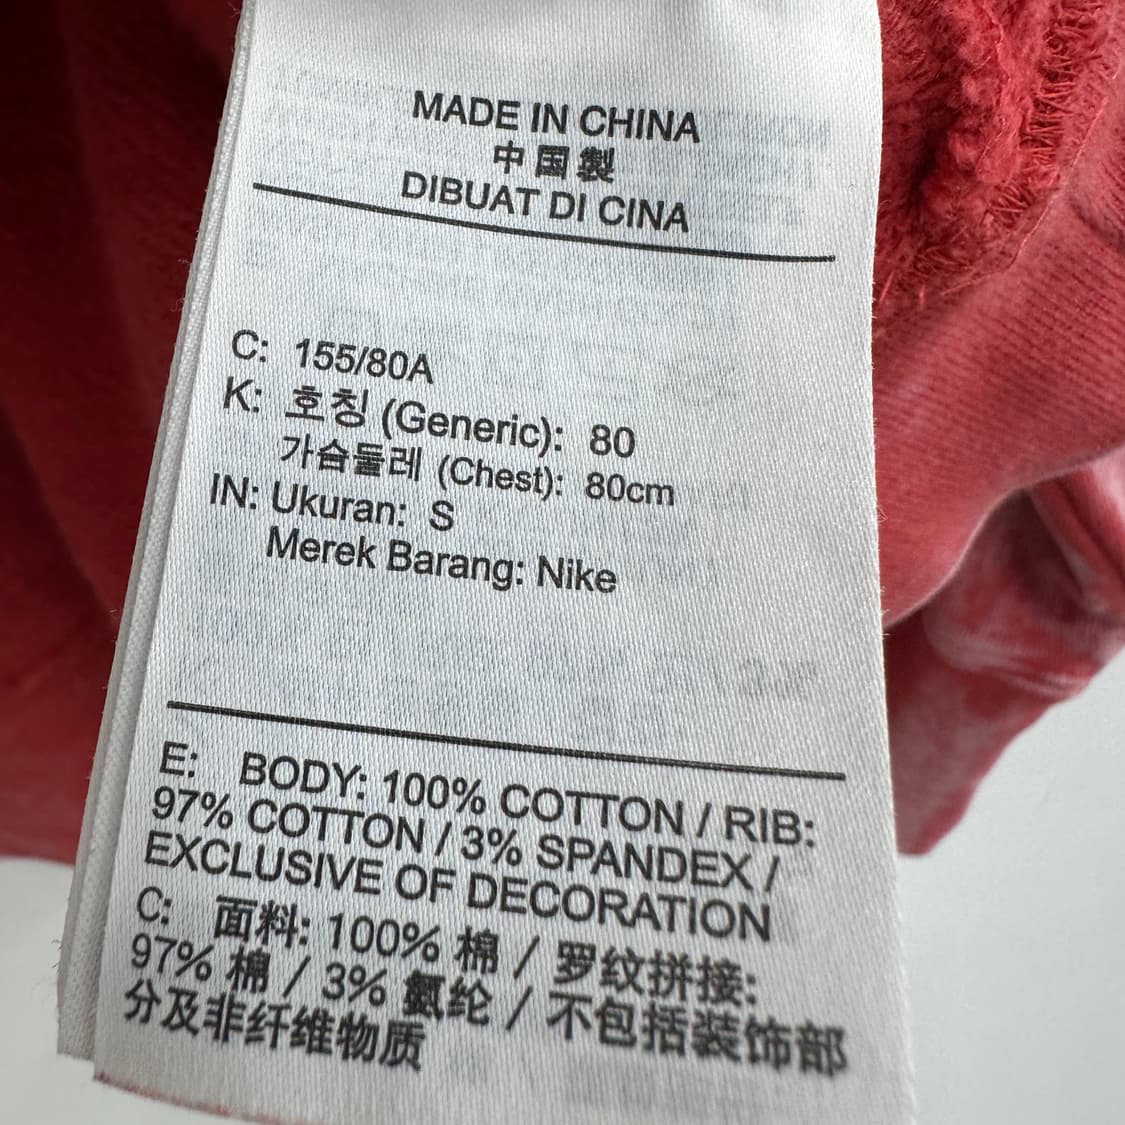 MADE IN CHINA
中国製
DIBUAT DI CINA
C: 155/80A
K: 호칭 (Generic): 80
가슴둘레 (Chest): 80cm
IN: Ukuran: S
Merek Barang: Nike
E: BODY: 100% COTTON / RIB:
97% COTTON / 3% SPANDEX /
EXCLUSIVE OF DECORATION
C: 面料: 100% 棉 / 罗纹拼接:
97% 棉 / 3% 氨纶 / 不包括装饰部
分及非纤维物质